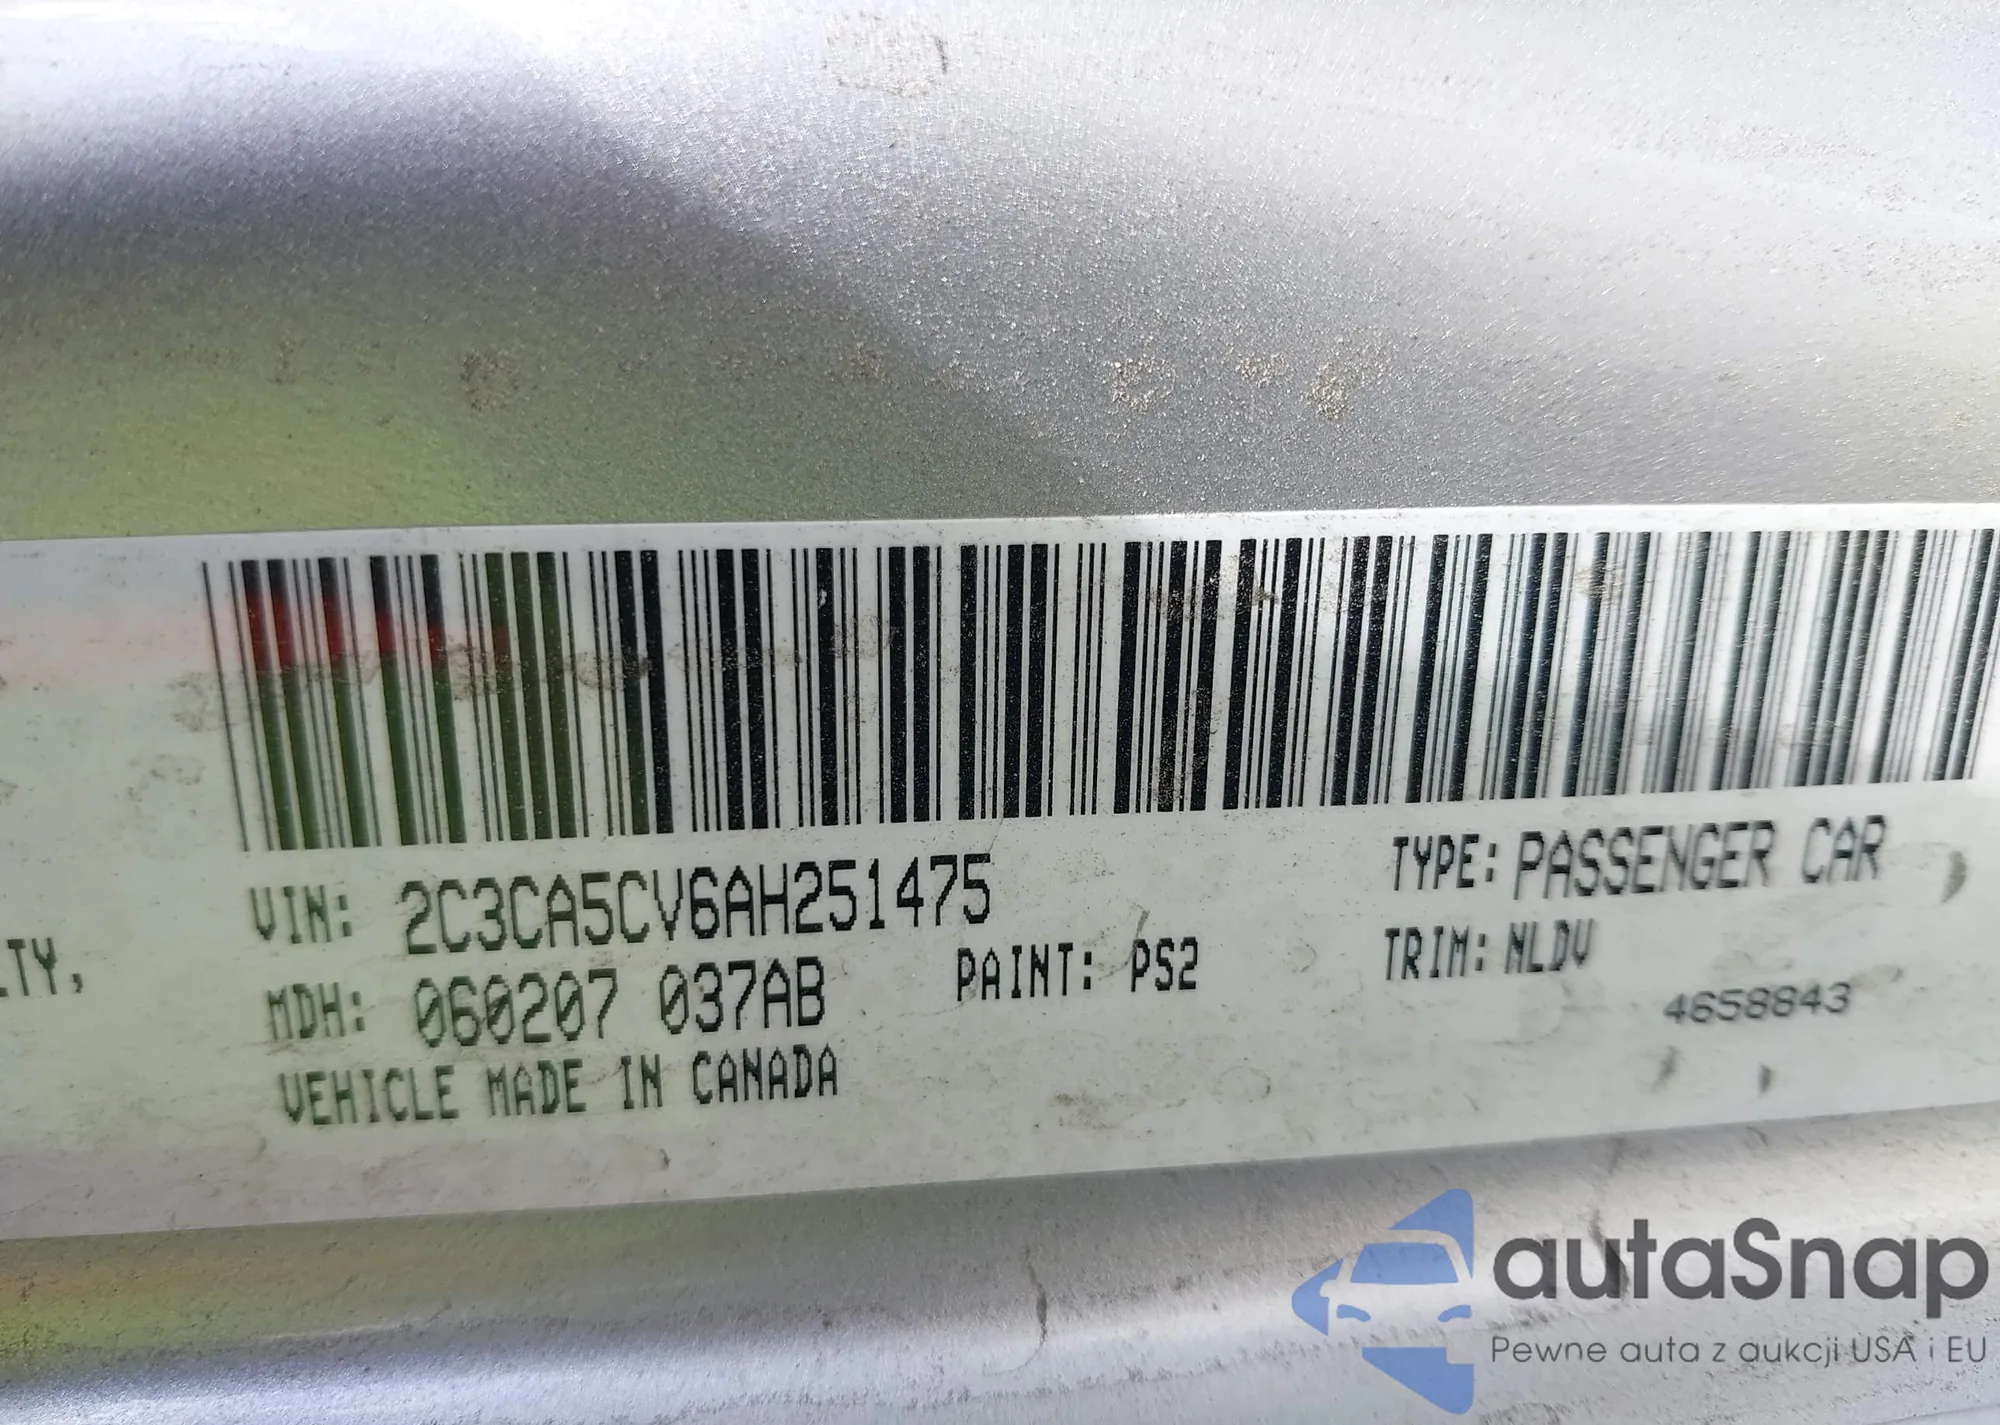 LTY,
VIN: 2C3CA5CV6AH251475
TYPE: PASSENGER CAR
MDH: 060207 037AB
PAINT: PS2
TRIM: NLDV
4658843
VEHICLE MADE IN CANADA
autaSnap
Pewne auta z aukcji USA i EU